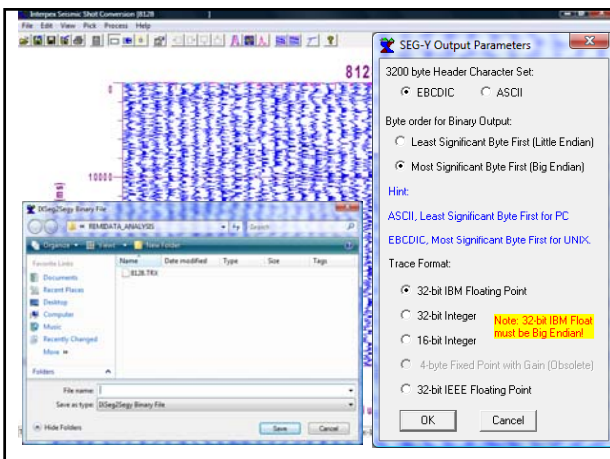 Interpex Seismic Shot Conversion [8128 ]
File Edit View Pick Process Help
812
0
10000
ms]
IXSeg2Segy Binary File
REMIDATA_ANALYSIS
Search
Organize Views New Folder
Favorite Links
Name Date modified Type Size Tags
Documents
8128.TRX
Recent Places
Desktop
Computer
Music
Recently Changed
More »
Folders
File name:
Save as type: IXSeg2Segy Binary File
Hide Folders
Save Cancel
SEG-Y Output Parameters
3200 byte Header Character Set:
EBCDIC ASCII
Byte order for Binary Output:
Least Significant Byte First (Little Endian)
Most Significant Byte First (Big Endian)
Hint:
ASCII, Least Significant Byte First for PC
EBCDIC, Most Significant Byte First for UNIX.
Trace Format:
32-bit IBM Floating Point
32-bit Integer
Note: 32-bit IBM Float
must be Big Endian!
16-bit Integer
4-byte Fixed Point with Gain (Obsolete)
32-bit IEEE Floating Point
OK Cancel